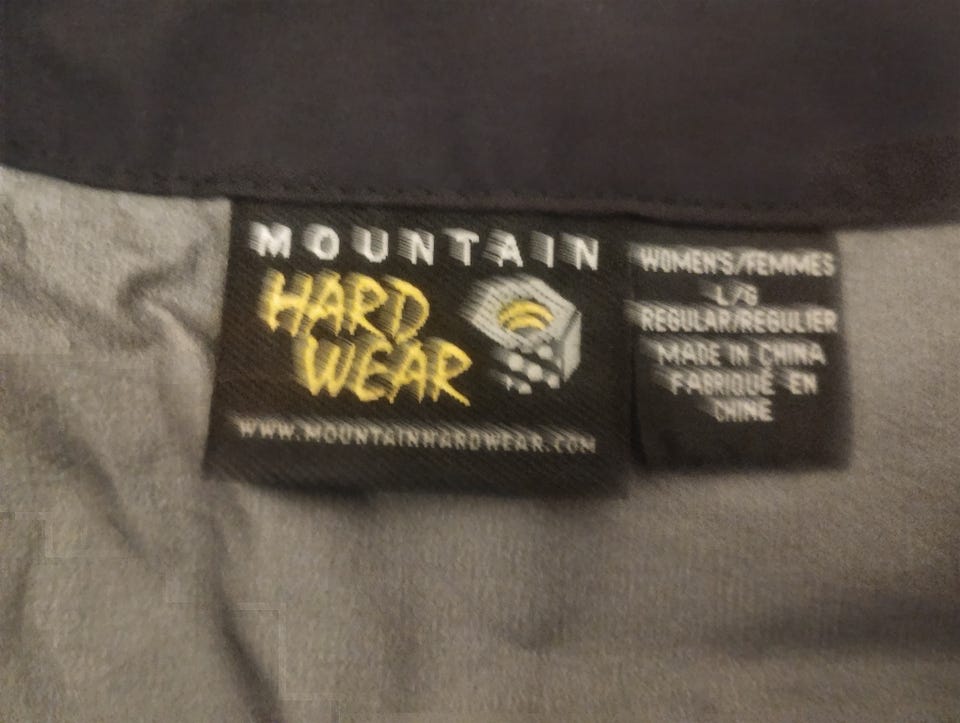 MOUNTAIN
HARD
WEAR
WWW.MOUNTAINHARDWEAR.COM
WOMEN'S/FEMMES
L/G
REGULAR/REGULIER
MADE IN CHINA
FABRIQUÉ EN
CHINE